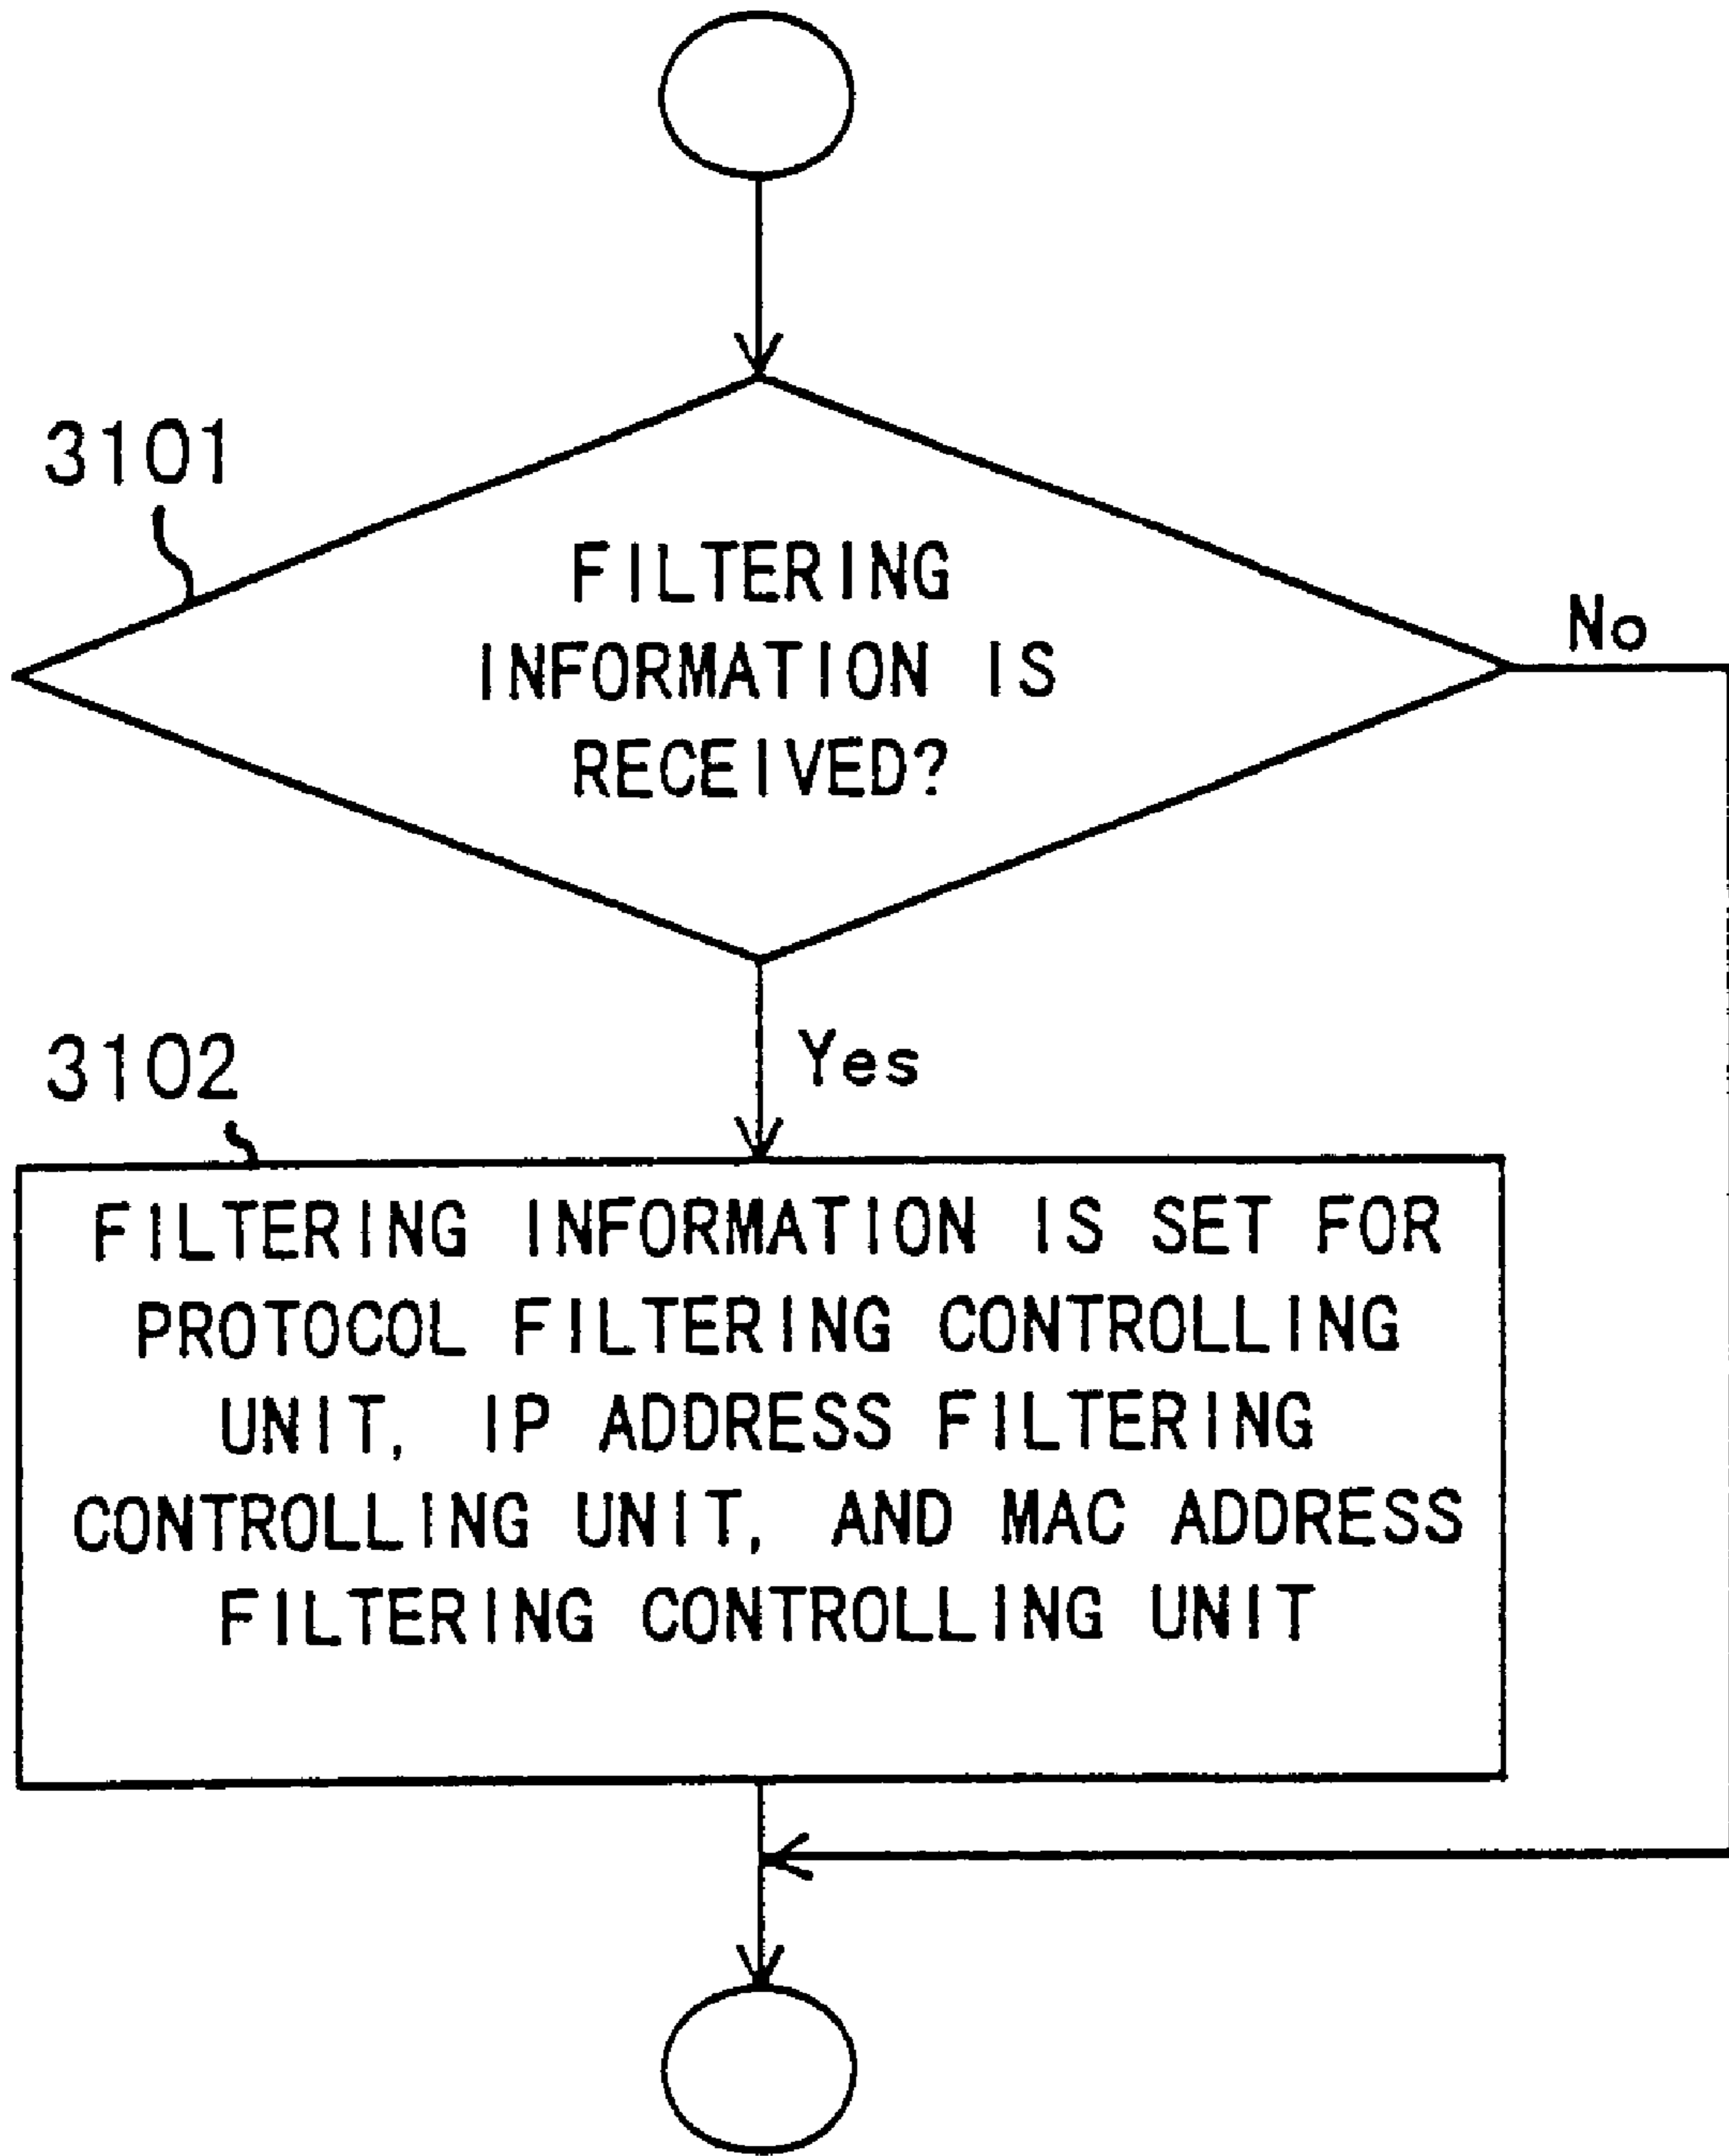 3101
FILTERING
INFORMATION IS
RECEIVED?
No
Yes
3102
FILTERING INFORMATION IS SET FOR
PROTOCOL FILTERING CONTROLLING
UNIT, IP ADDRESS FILTERING
CONTROLLING UNIT, AND MAC ADDRESS
FILTERING CONTROLLING UNIT